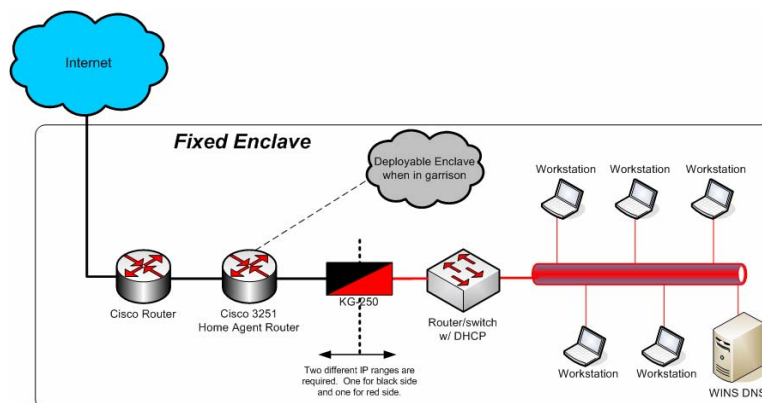 Internet
Fixed Enclave
Deployable Enclave
when in garrison
Workstation
Workstation
Workstation
Cisco Router
Cisco 3251
Home Agent Router
KG-250
Router/switch
w/ DHCP
Two different IP ranges are
required. One for black side
and one for red side.
Workstation
Workstation
WINS DNS